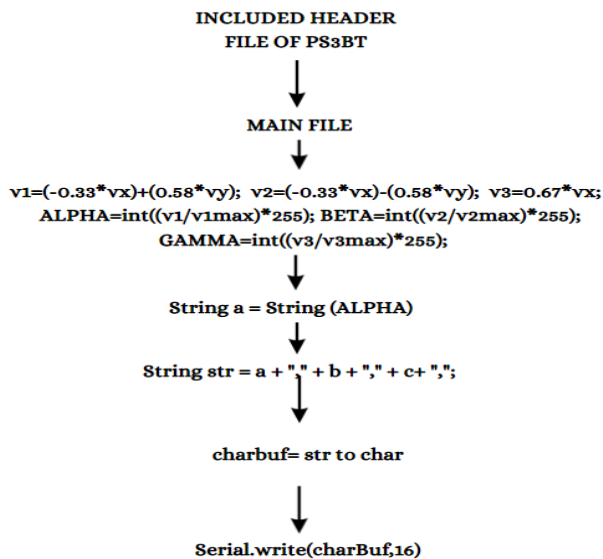 INCLUDED HEADER
FILE OF PS3BT
MAIN FILE
v1=(-0.33*vx)+(0.58*vy); v2=(-0.33*vx)-(0.58*vy); v3=0.67*vx;
ALPHA=int((v1/v1max)*255); BETA=int((v2/v2max)*255);
GAMMA=int((v3/v3max)*255);
String a = String (ALPHA)
String str = a + "," + b + "," + c+ ",";
charbuf= str to char
Serial.write(charBuf,16)